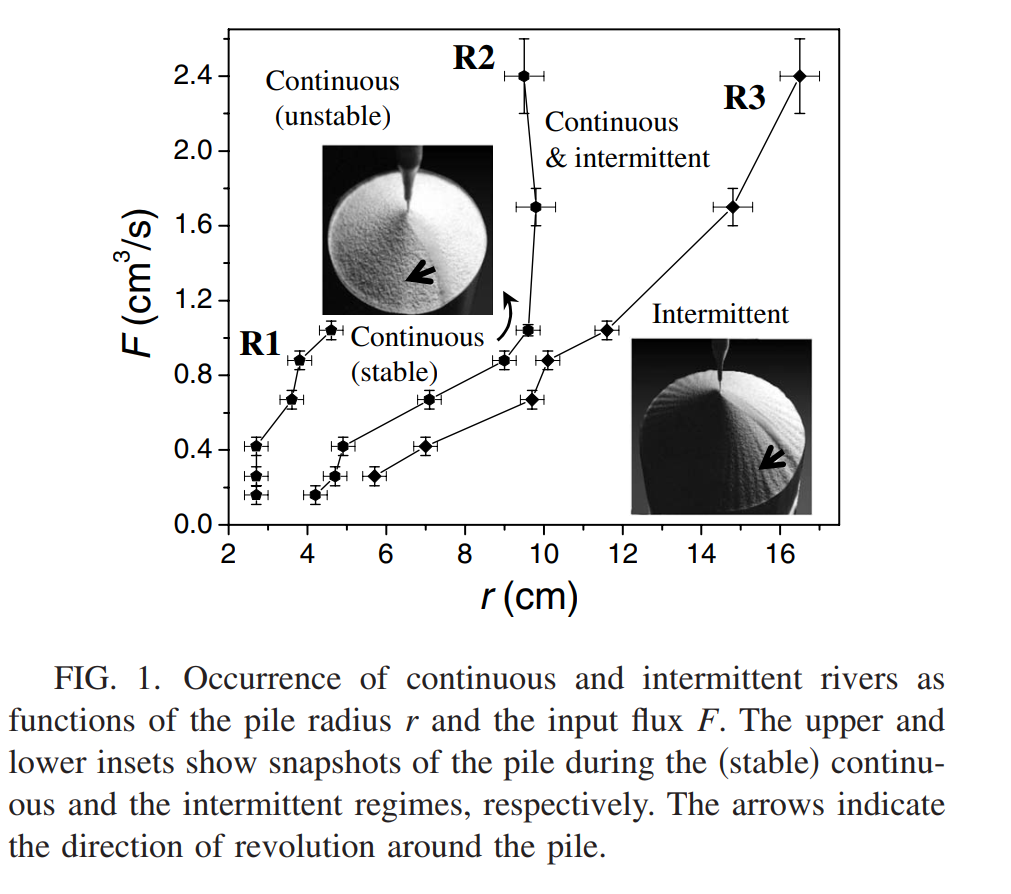 R2
Continuous
(unstable)
R3
Continuous
& intermittent
2.4
2.0
1.6
1.2
0.8
0.4
0.0
F (cm³/s)
R1
Continuous
(stable)
Intermittent
2 4 6 8 10 12 14 16
r (cm)
FIG. 1. Occurrence of continuous and intermittent rivers as
functions of the pile radius r and the input flux F. The upper and
lower insets show snapshots of the pile during the (stable) continu-
ous and the intermittent regimes, respectively. The arrows indicate
the direction of revolution around the pile.